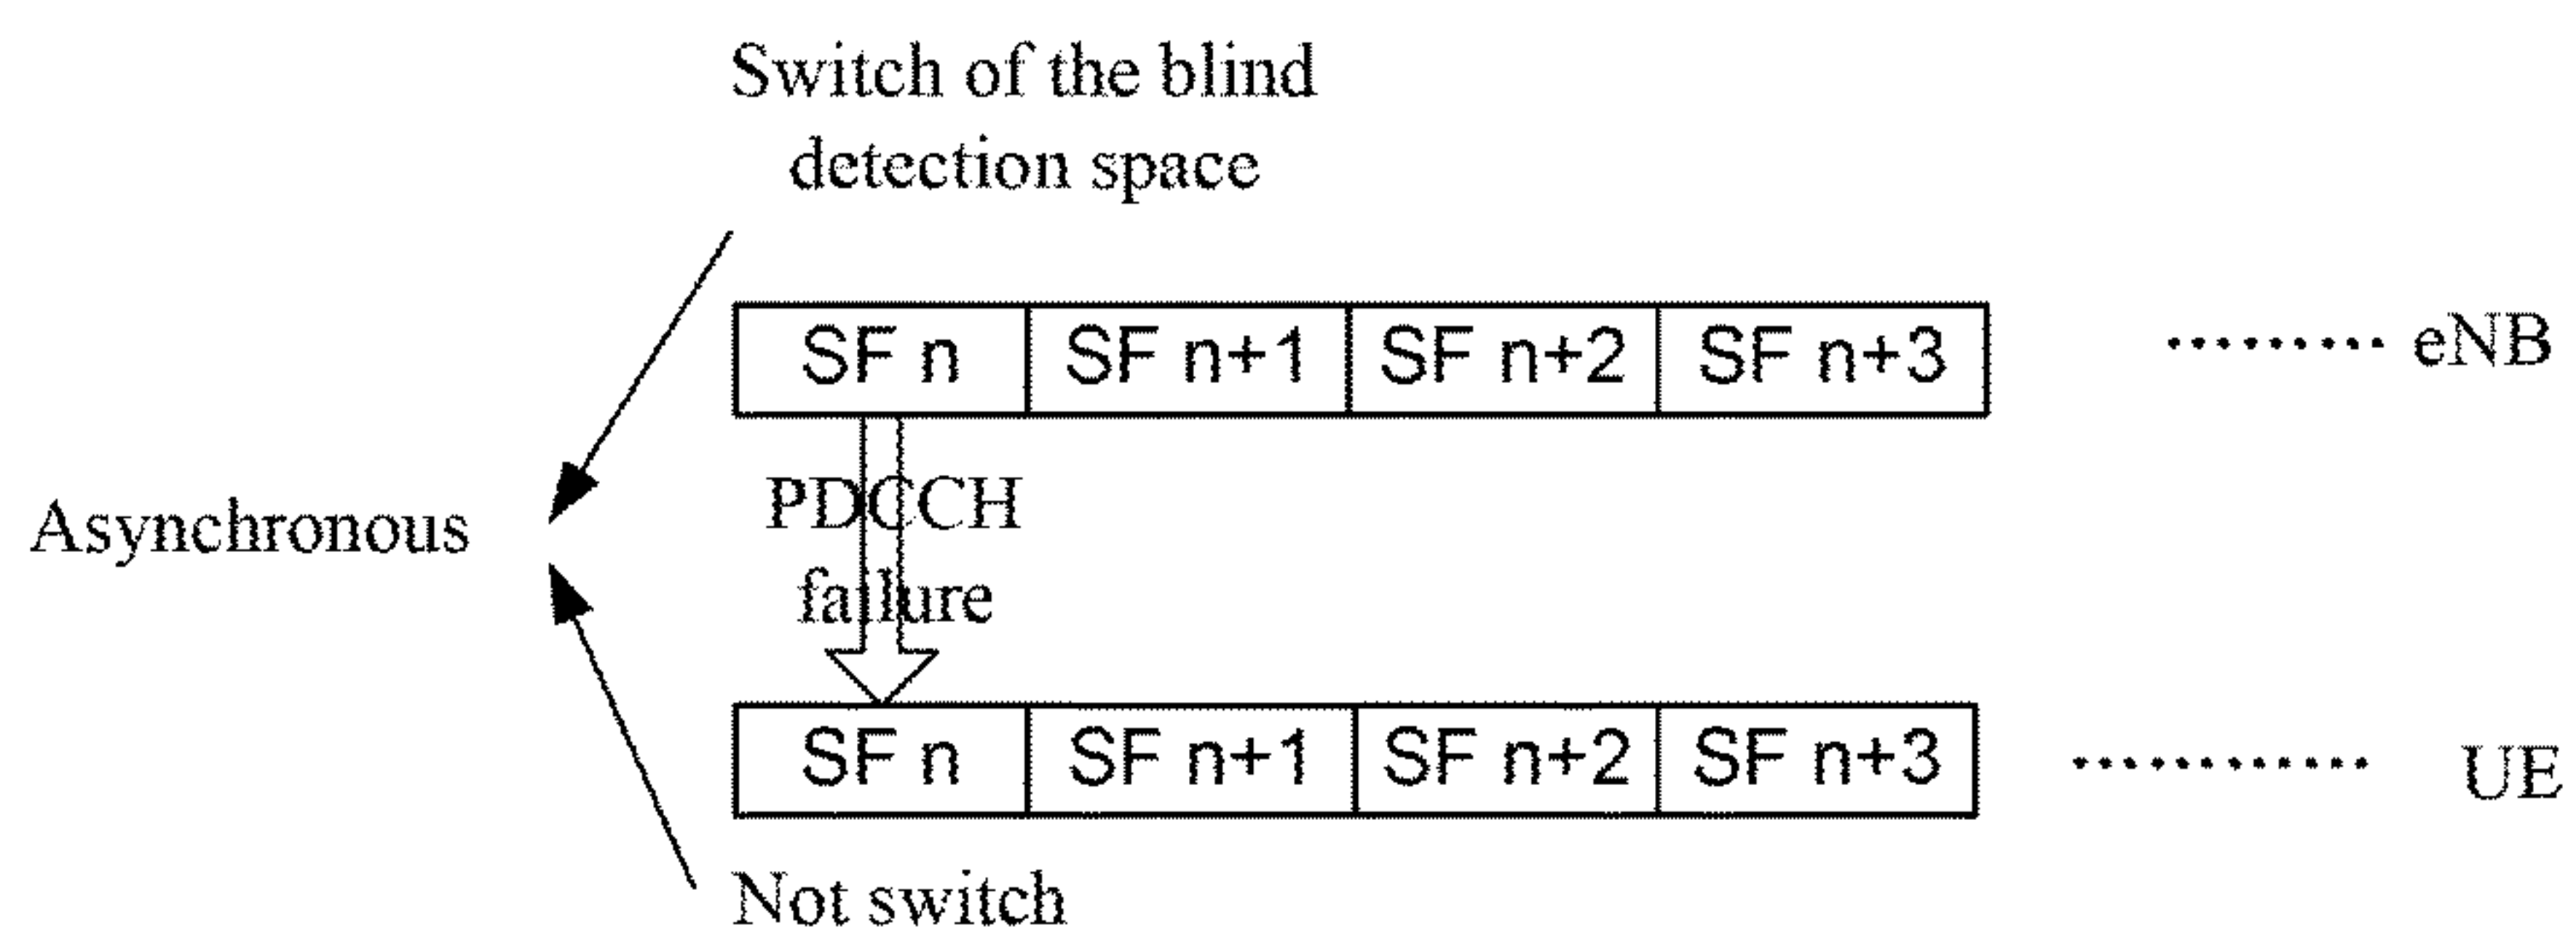 Switch of the blind
detection space
SF n SF n+1 SF n+2 SF n+3 ......... eNB
Asynchronous
PDCCH
failure
SF n SF n+1 SF n+2 SF n+3 ............ UE
Not switch